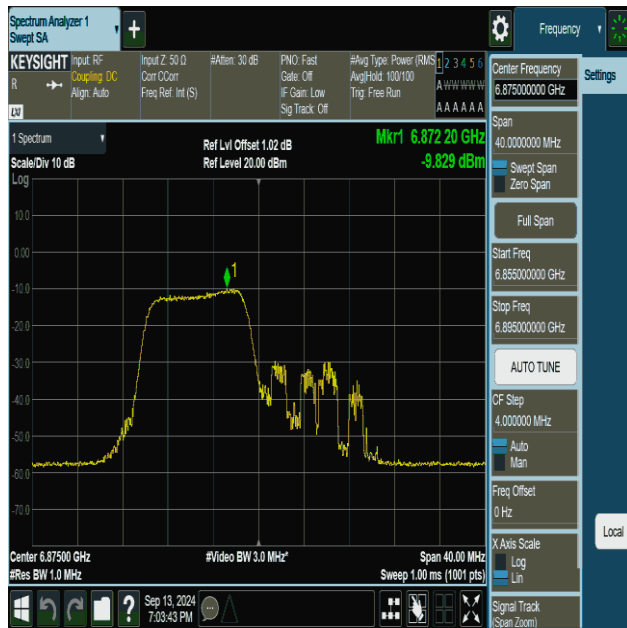 Spectrum Analyzer 1
Swept SA
+
Frequency
KEYSIGHT
R
LXI
Input: RF
Coupling: DC
Align: Auto
Input Z: 50 Ω
Corr CCorr
Freq Ref: Int (S)
#Atten: 30 dB
PNO: Fast
Gate: Off
IF Gain: Low
Sig Track: Off
#Avg Type: Power (RMS
Avg|Hold: 100/100
Trig: Free Run
1 2 3 4 5 6
A W W W W W
A A A A A A
1 Spectrum
Scale/Div 10 dB
Ref Lvl Offset 1.02 dB
Ref Level 20.00 dBm
Mkr1 6.872 20 GHz
-9.829 dBm
Log
10.0
0.00
-10.0
-20.0
-30.0
-40.0
-50.0
-60.0
-70.0
1
Center 6.87500 GHz
#Res BW 1.0 MHz
#Video BW 3.0 MHz*
Span 40.00 MHz
Sweep 1.00 ms (1001 pts)
Center Frequency
6.875000000 GHz
Settings
Span
40.0000000 MHz
Swept Span
Zero Span
Full Span
Start Freq
6.855000000 GHz
Stop Freq
6.895000000 GHz
AUTO TUNE
CF Step
4.000000 MHz
Auto
Man
Freq Offset
0 Hz
X Axis Scale
Log
Lin
Local
Signal Track
(Span Zoom)
?
Sep 13, 2024
7:03:43 PM